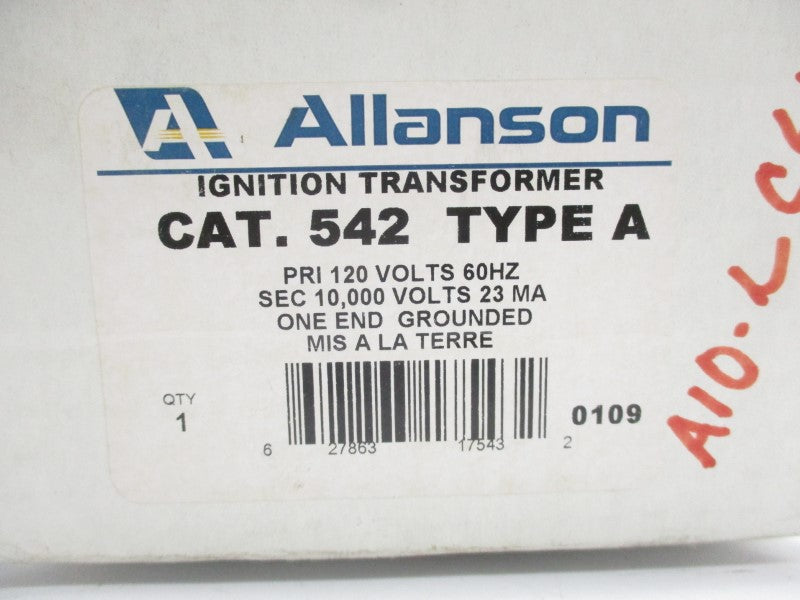 Allanson
IGNITION TRANSFORMER
CAT. 542 TYPE A
PRI 120 VOLTS 60HZ
SEC 10,000 VOLTS 23 MA
ONE END GROUNDED
MIS A LA TERRE
QTY
1
0109
6 27863 17543 2